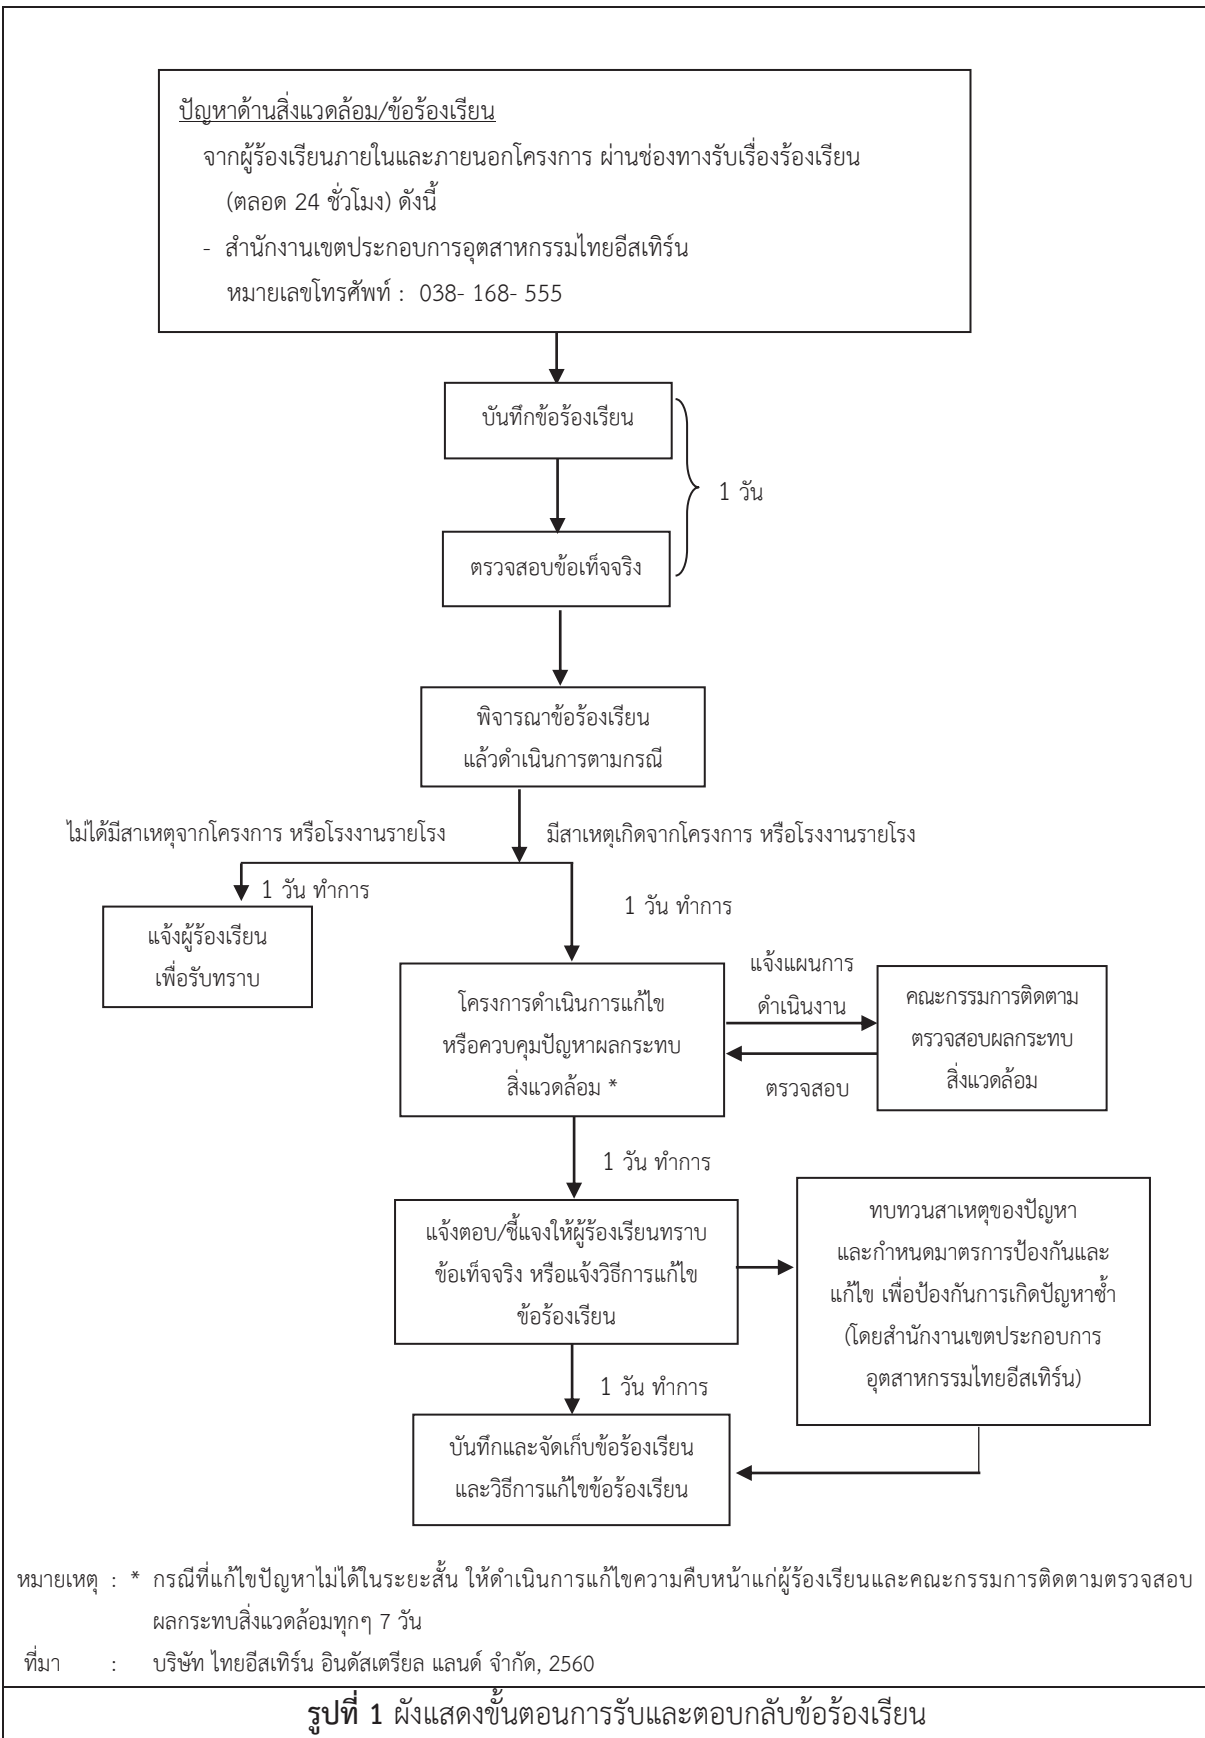 ปัญหาด้านสิ่งแวดล้อม/ข้อร้องเรียน
จากผู้ร้องเรียนภายในและภายนอกโครงการ ผ่านช่องทางรับเรื่องร้องเรียน
(ตลอด 24 ชั่วโมง) ดังนี้
- สำนักงานเขตประกอบการอุตสาหกรรมไทยอีสเทิร์น
หมายเลขโทรศัพท์ : 038- 168- 555
บันทึกข้อร้องเรียน
1 วัน
ตรวจสอบข้อเท็จจริง
พิจารณาข้อร้องเรียน
แล้วดำเนินการตามกรณี
ไม่ได้มีสาเหตุจากโครงการ หรือโรงงานรายโรง
มีสาเหตุเกิดจากโครงการ หรือโรงงานรายโรง
1 วัน ทำการ
1 วัน ทำการ
แจ้งผู้ร้องเรียน
เพื่อรับทราบ
โครงการดำเนินการแก้ไข
หรือควบคุมปัญหาผลกระทบ
สิ่งแวดล้อม *
แจ้งแผนการ
ดำเนินงาน
ตรวจสอบ
คณะกรรมการติดตาม
ตรวจสอบผลกระทบ
สิ่งแวดล้อม
1 วัน ทำการ
แจ้งตอบ/ชี้แจงให้ผู้ร้องเรียนทราบ
ข้อเท็จจริง หรือแจ้งวิธีการแก้ไข
ข้อร้องเรียน
ทบทวนสาเหตุของปัญหา
และกำหนดมาตรการป้องกันและ
แก้ไข เพื่อป้องกันการเกิดปัญหาซ้ำ
(โดยสำนักงานเขตประกอบการ
อุตสาหกรรมไทยอีสเทิร์น)
1 วัน ทำการ
บันทึกและจัดเก็บข้อร้องเรียน
และวิธีการแก้ไขข้อร้องเรียน
หมายเหตุ : * กรณีที่แก้ไขปัญหาไม่ได้ในระยะสั้น ให้ดำเนินการแก้ไขความคืบหน้าแก่ผู้ร้องเรียนและคณะกรรมการติดตามตรวจสอบ
ผลกระทบสิ่งแวดล้อมทุกๆ 7 วัน
ที่มา : บริษัท ไทยอีสเทิร์น อินดัสเตรียล แลนด์ จำกัด, 2560
รูปที่ 1 ผังแสดงขั้นตอนการรับและตอบกลับข้อร้องเรียน